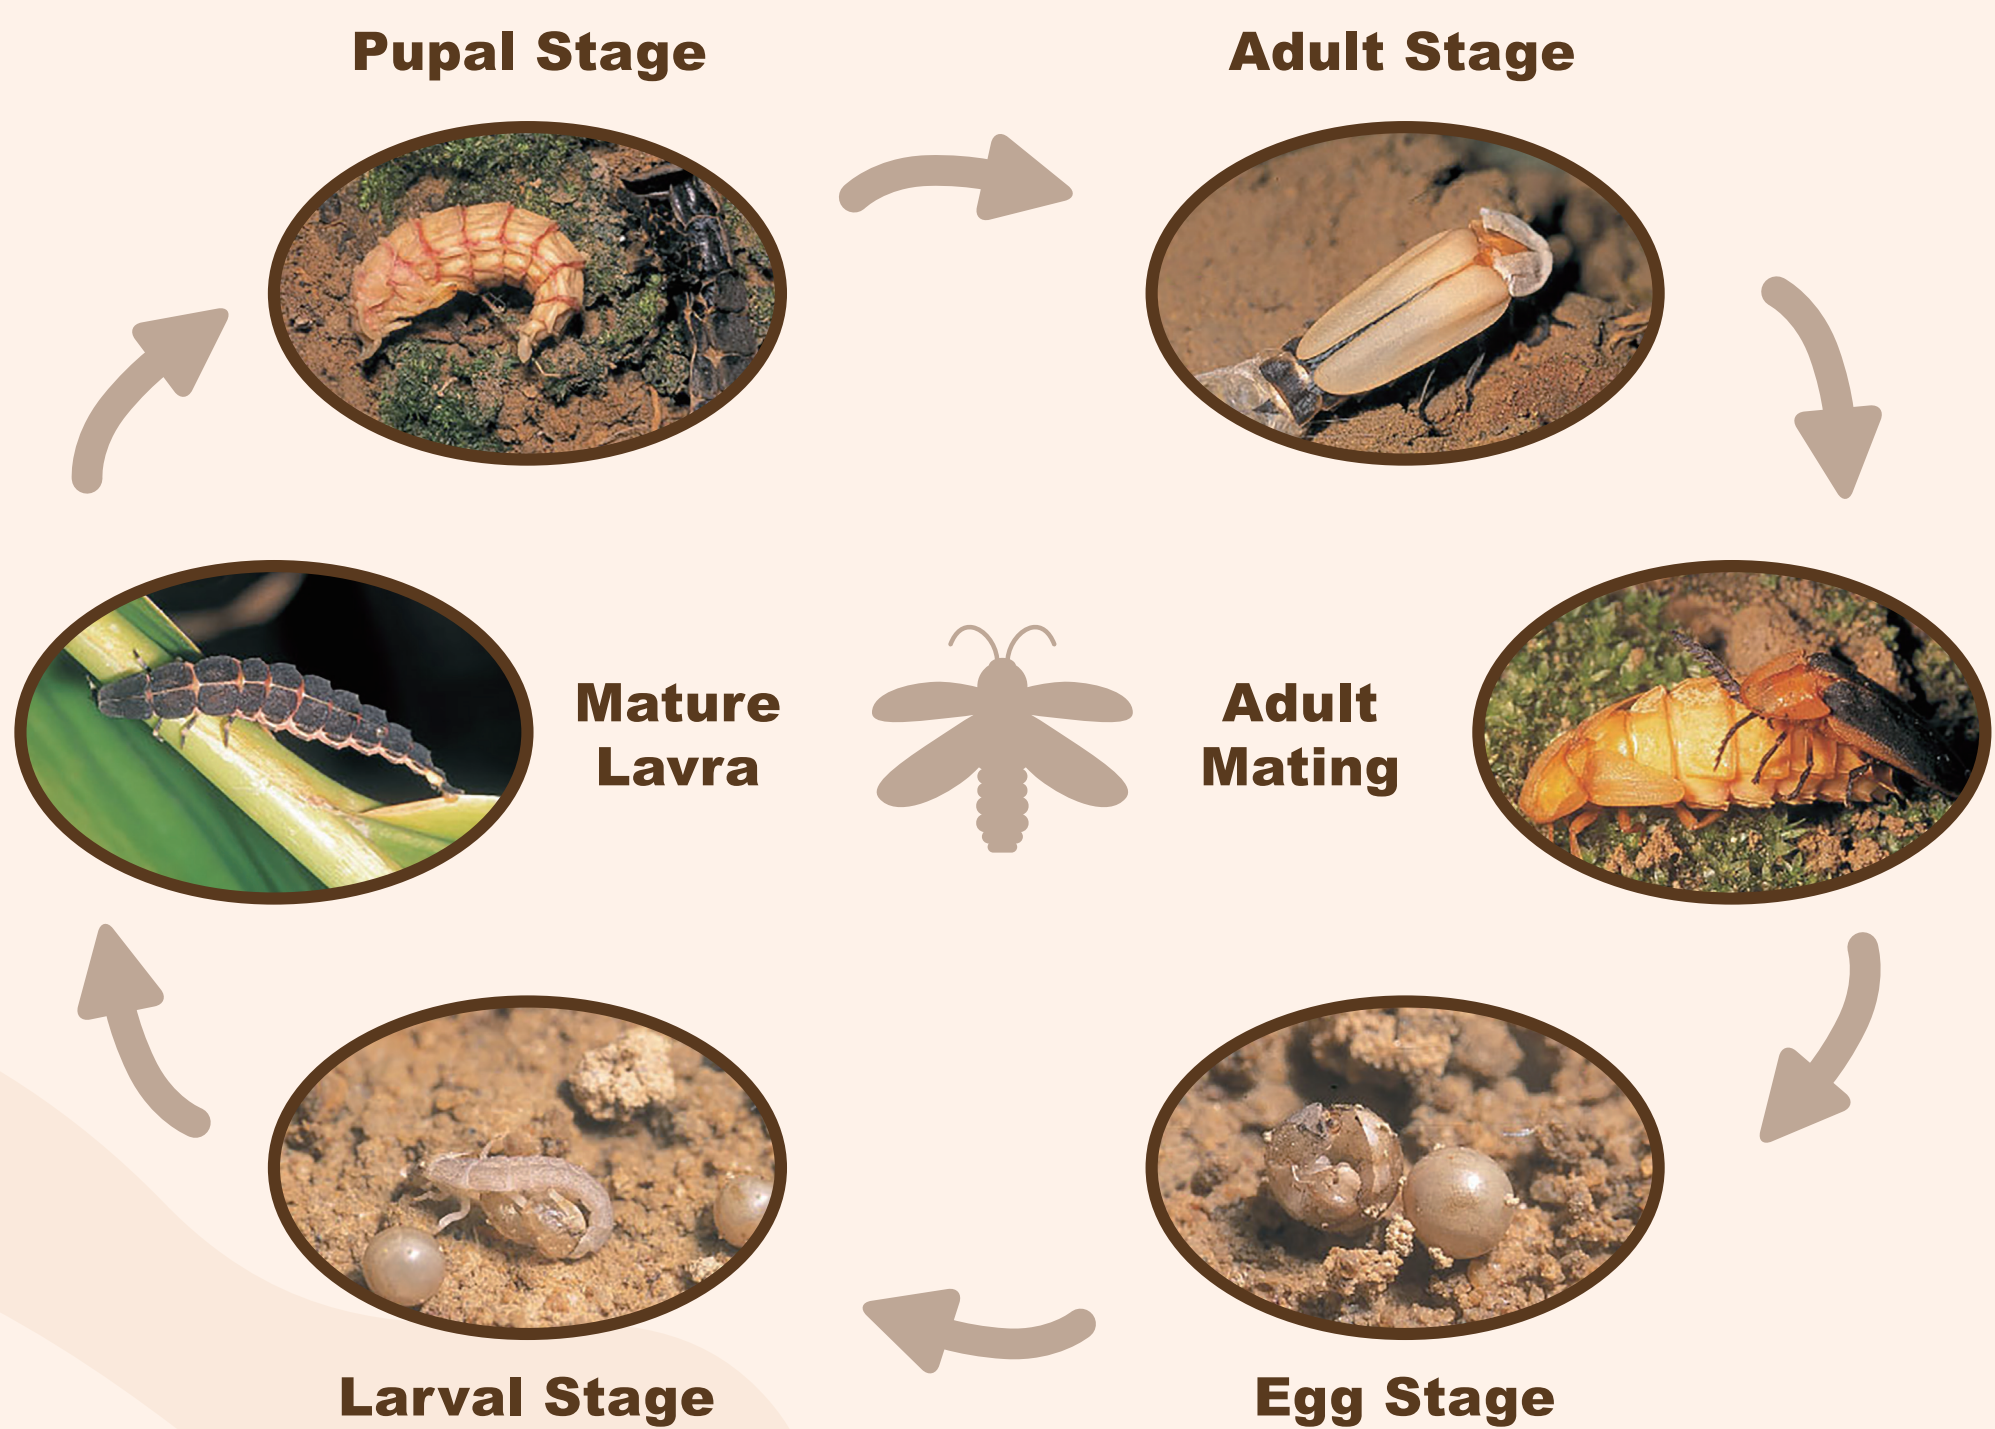 Pupal Stage
Adult Stage
Mature
Lavra
Adult
Mating
Larval Stage
Egg Stage